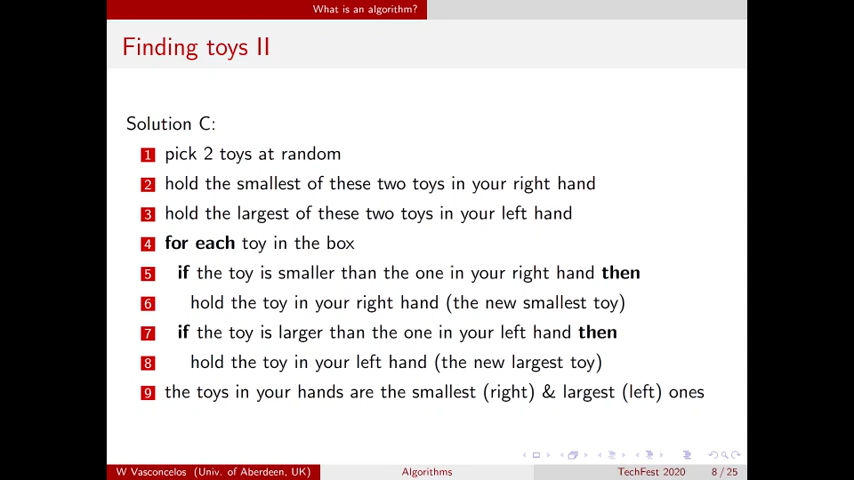 What is an algorithm?
Finding toys II
Solution C:
1 pick 2 toys at random
2 hold the smallest of these two toys in your right hand
3 hold the largest of these two toys in your left hand
4 for each toy in the box
5 if the toy is smaller than the one in your right hand then
6 hold the toy in your right hand (the new smallest toy)
7 if the toy is larger than the one in your left hand then
8 hold the toy in your left hand (the new largest toy)
9 the toys in your hands are the smallest (right) & largest (left) ones
W Vasconcelos (Univ. of Aberdeen, UK) Algorithms TechFest 2020 8 / 25